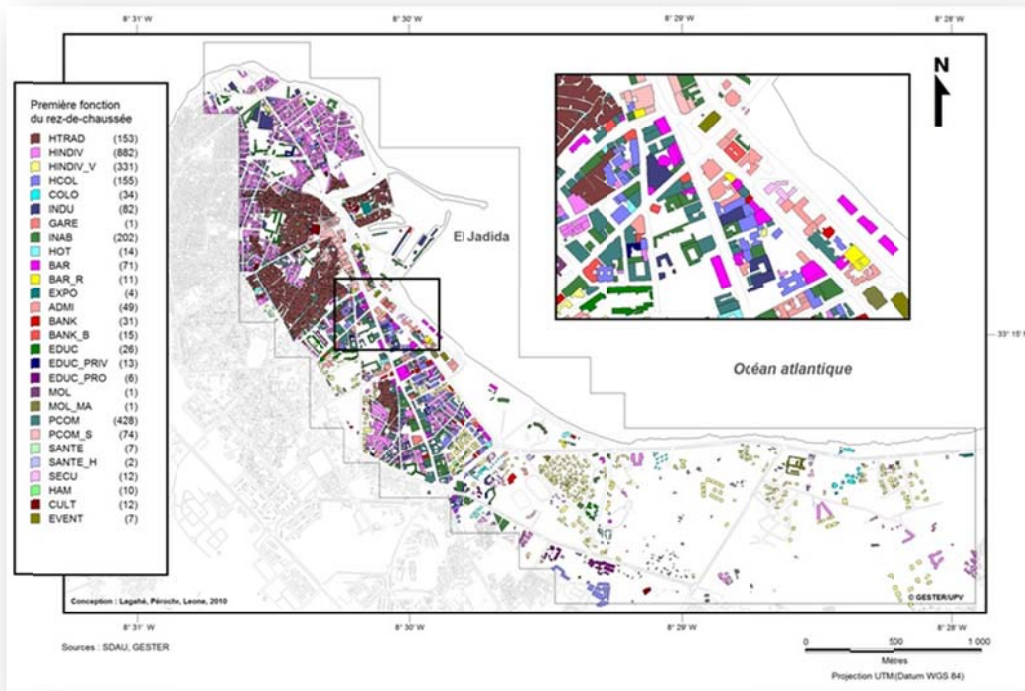 8° 31' W 8° 30' W 8° 29' W 8° 28' W
N
Première fonction
du rez-de-chaussée
HTRAD (153)
HINDIV (882)
HINDIV_V (331)
HCOL (155)
COLO (34)
INDU (82)
GARE (1)
INAB (202)
HOT (14)
BAR (71)
BAR_R (11)
EXPO (4)
ADMI (49)
BANK (31)
BANK_B (15)
EDUC (26)
EDUC_PRIV (13)
EDUC_PRO (6)
MOL (1)
MOL_MA (1)
PCOM (428)
PCOM_S (74)
SANTE (7)
SANTE_H (2)
SECU (12)
HAM (10)
CULT (12)
EVENT (7)
El Jadida
33° 15'
Océan atlantique
Conception : Lagahé, Péroche, Leone, 2010
© GESTER/UPV
8° 31' W 8° 30' W 8° 29' W 8° 28' W
Sources : SDAU, GESTER
0 500 1 000
Mètres
Projection UTM(Datum WGS 84)